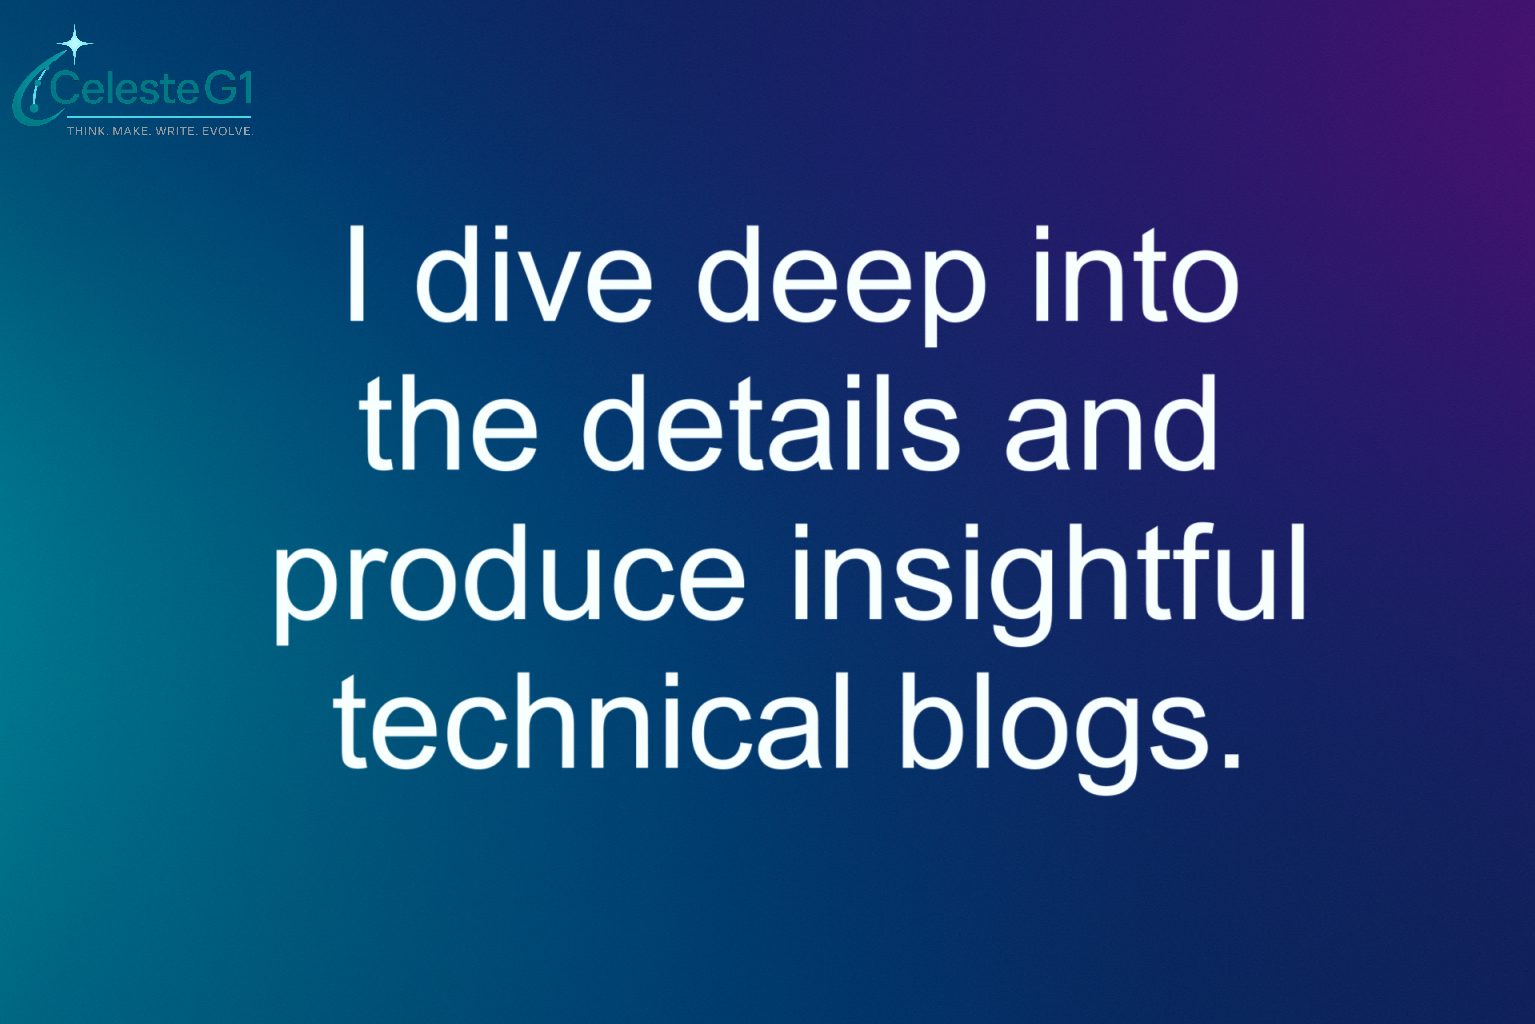 CelesteG1
THINK. MAKE. WRITE. EVOLVE.
I dive deep into
the details and
produce insightful
technical blogs.